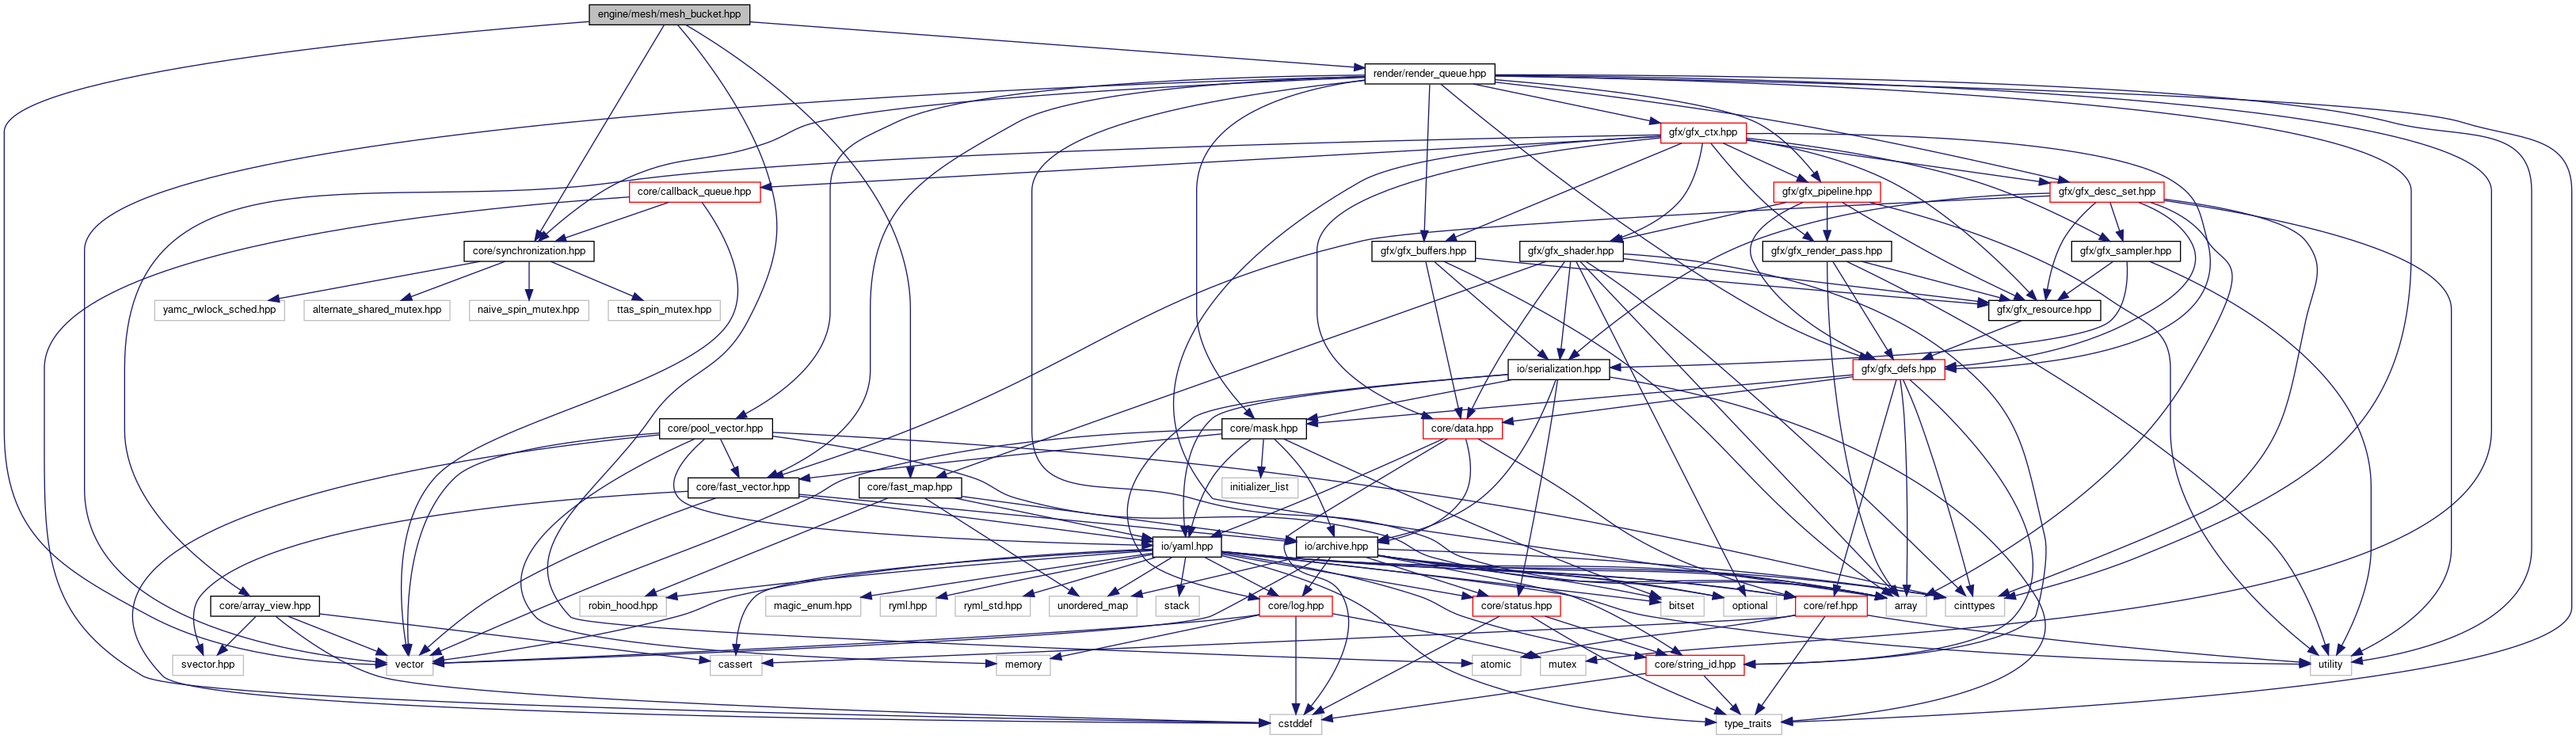 engine/mesh/mesh_bucket.hpp
render/render_queue.hpp
gfx/gfx_ctx.hpp
core/callback_queue.hpp
gfx/gfx_pipeline.hpp
gfx/gfx_desc_set.hpp
core/synchronization.hpp
gfx/gfx_buffers.hpp
gfx/gfx_shader.hpp
gfx/gfx_render_pass.hpp
gfx/gfx_sampler.hpp
yamc_rwlock_sched.hpp
alternate_shared_mutex.hpp
naive_spin_mutex.hpp
ttas_spin_mutex.hpp
gfx/gfx_resource.hpp
io/serialization.hpp
gfx/gfx_defs.hpp
core/pool_vector.hpp
core/mask.hpp
core/data.hpp
core/fast_vector.hpp
core/fast_map.hpp
initializer_list
io/yaml.hpp
io/archive.hpp
core/array_view.hpp
robin_hood.hpp
magic_enum.hpp
ryml.hpp
ryml_std.hpp
unordered_map
stack
core/log.hpp
core/status.hpp
bitset
optional
core/ref.hpp
array
cinttypes
svector.hpp
vector
cassert
memory
atomic
mutex
core/string_id.hpp
utility
cstddef
type_traits